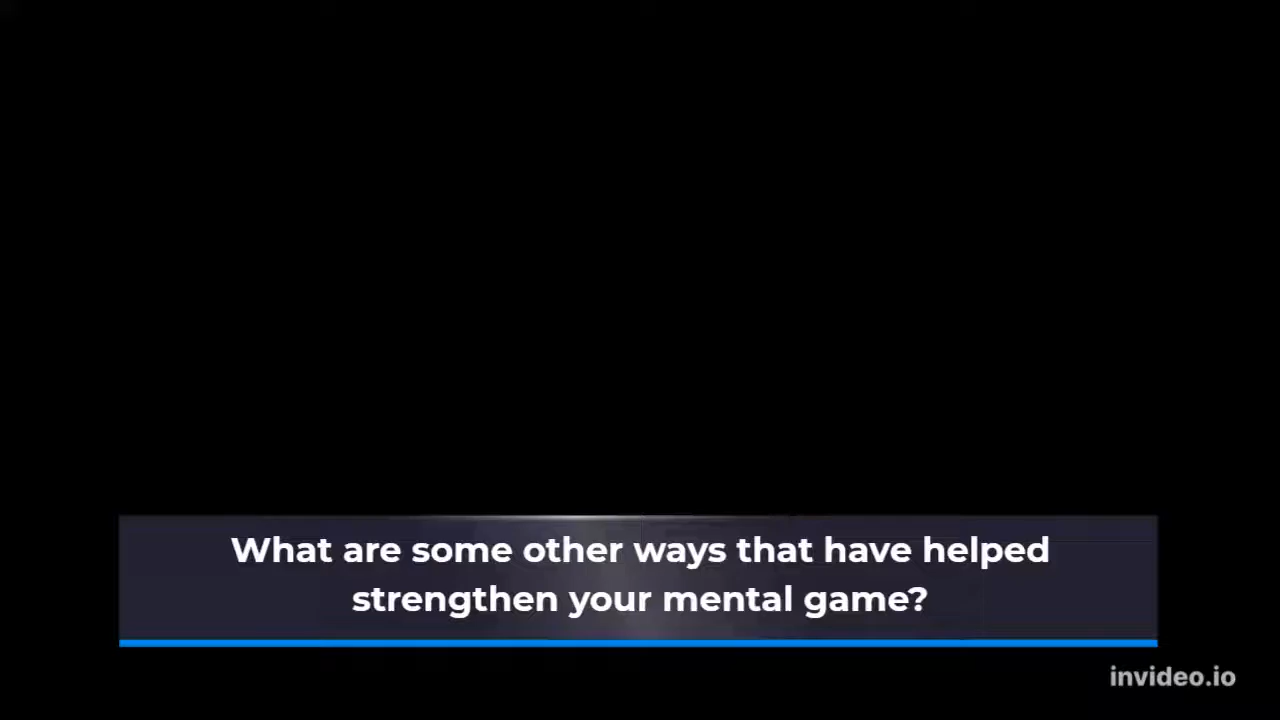 What are some other ways that have helped
strengthen your mental game?
invideo.io